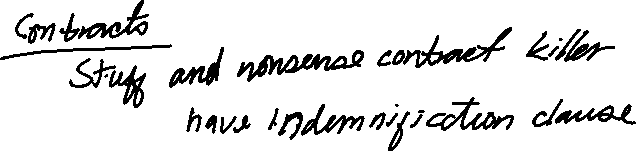 Contracts
Stuff and nonsense contract killer
have indemnification clause